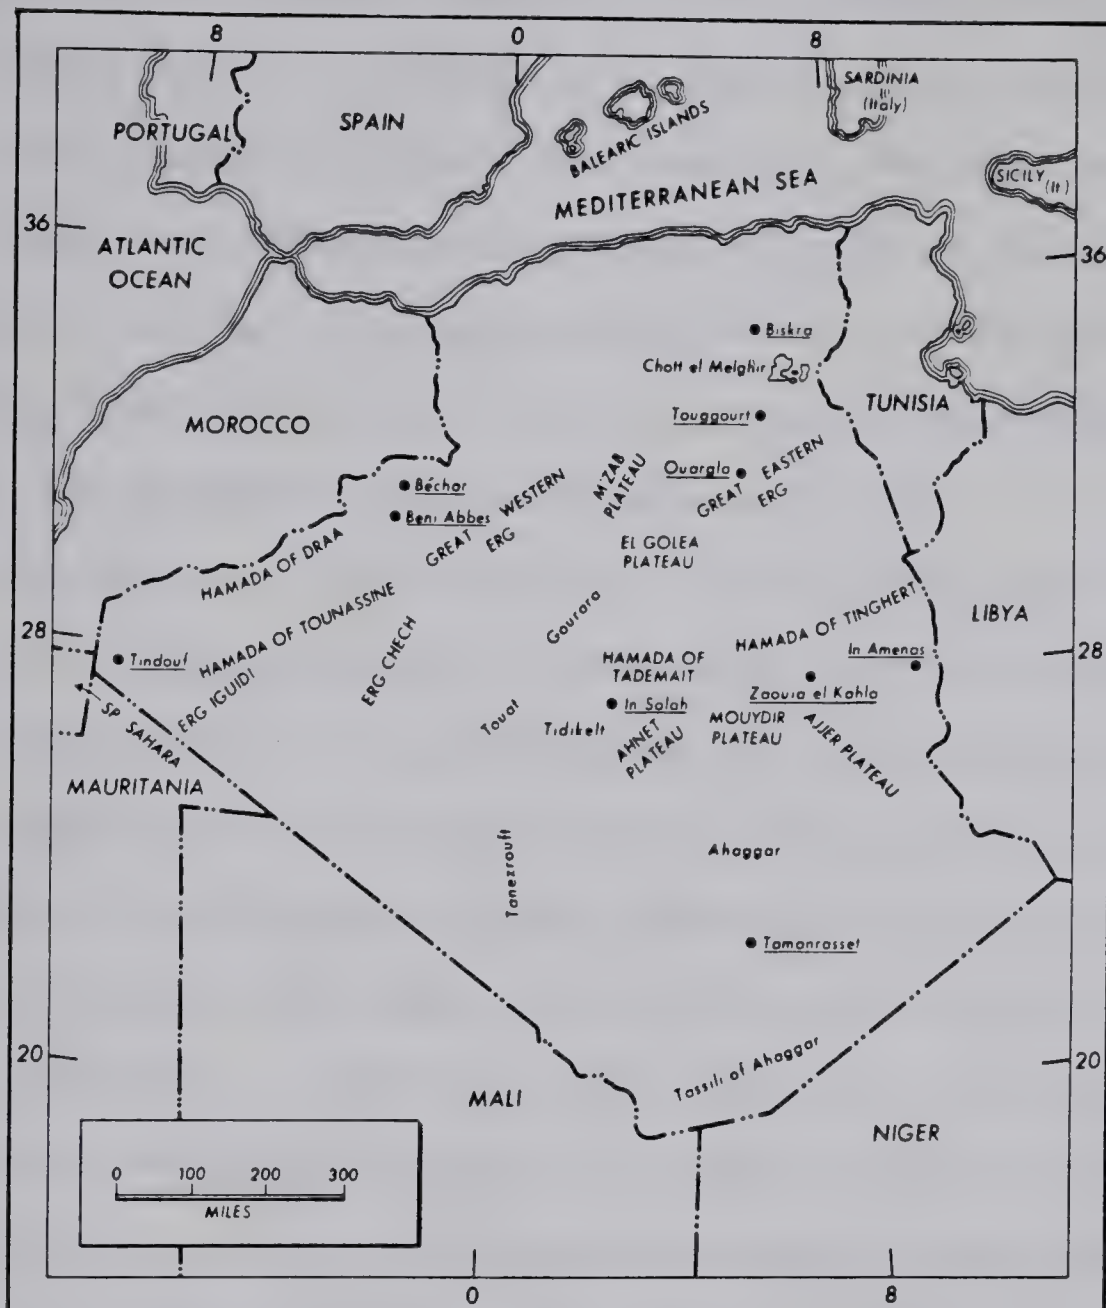 8
0
8
PORTUGAL
SPAIN
BALEARIC ISLANDS
SARDINIA
(Italy)
SICILY (It)
MEDITERRANEAN SEA
36
36
ATLANTIC
OCEAN
Biskra
Chott el Melghir
TUNISIA
MOROCCO
Touggourt
Ouargla
M'ZAB
PLATEAU
GREAT EASTERN
ERG
Béchar
Beni Abbes
GREAT WESTERN
ERG
EL GOLEA
PLATEAU
HAMADA OF DRAA
HAMADA OF TOUNASSINE
Gourara
HAMADA OF TINGHERT
LIBYA
28
28
Tindouf
ERG IGUIDI
ERG CHECH
HAMADA OF
TADEMAIT
In Amenas
Zaouia el Kahla
In Salah
SP. SAHARA
Touat
Tidikelt
AHNET
PLATEAU
MOUYDIR
PLATEAU
AJJER PLATEAU
MAURITANIA
Tanezrouft
Ahaggar
Tamanrasset
20
20
Tassili of Ahaggar
MALI
NIGER
0 100 200 300
MILES
0
8